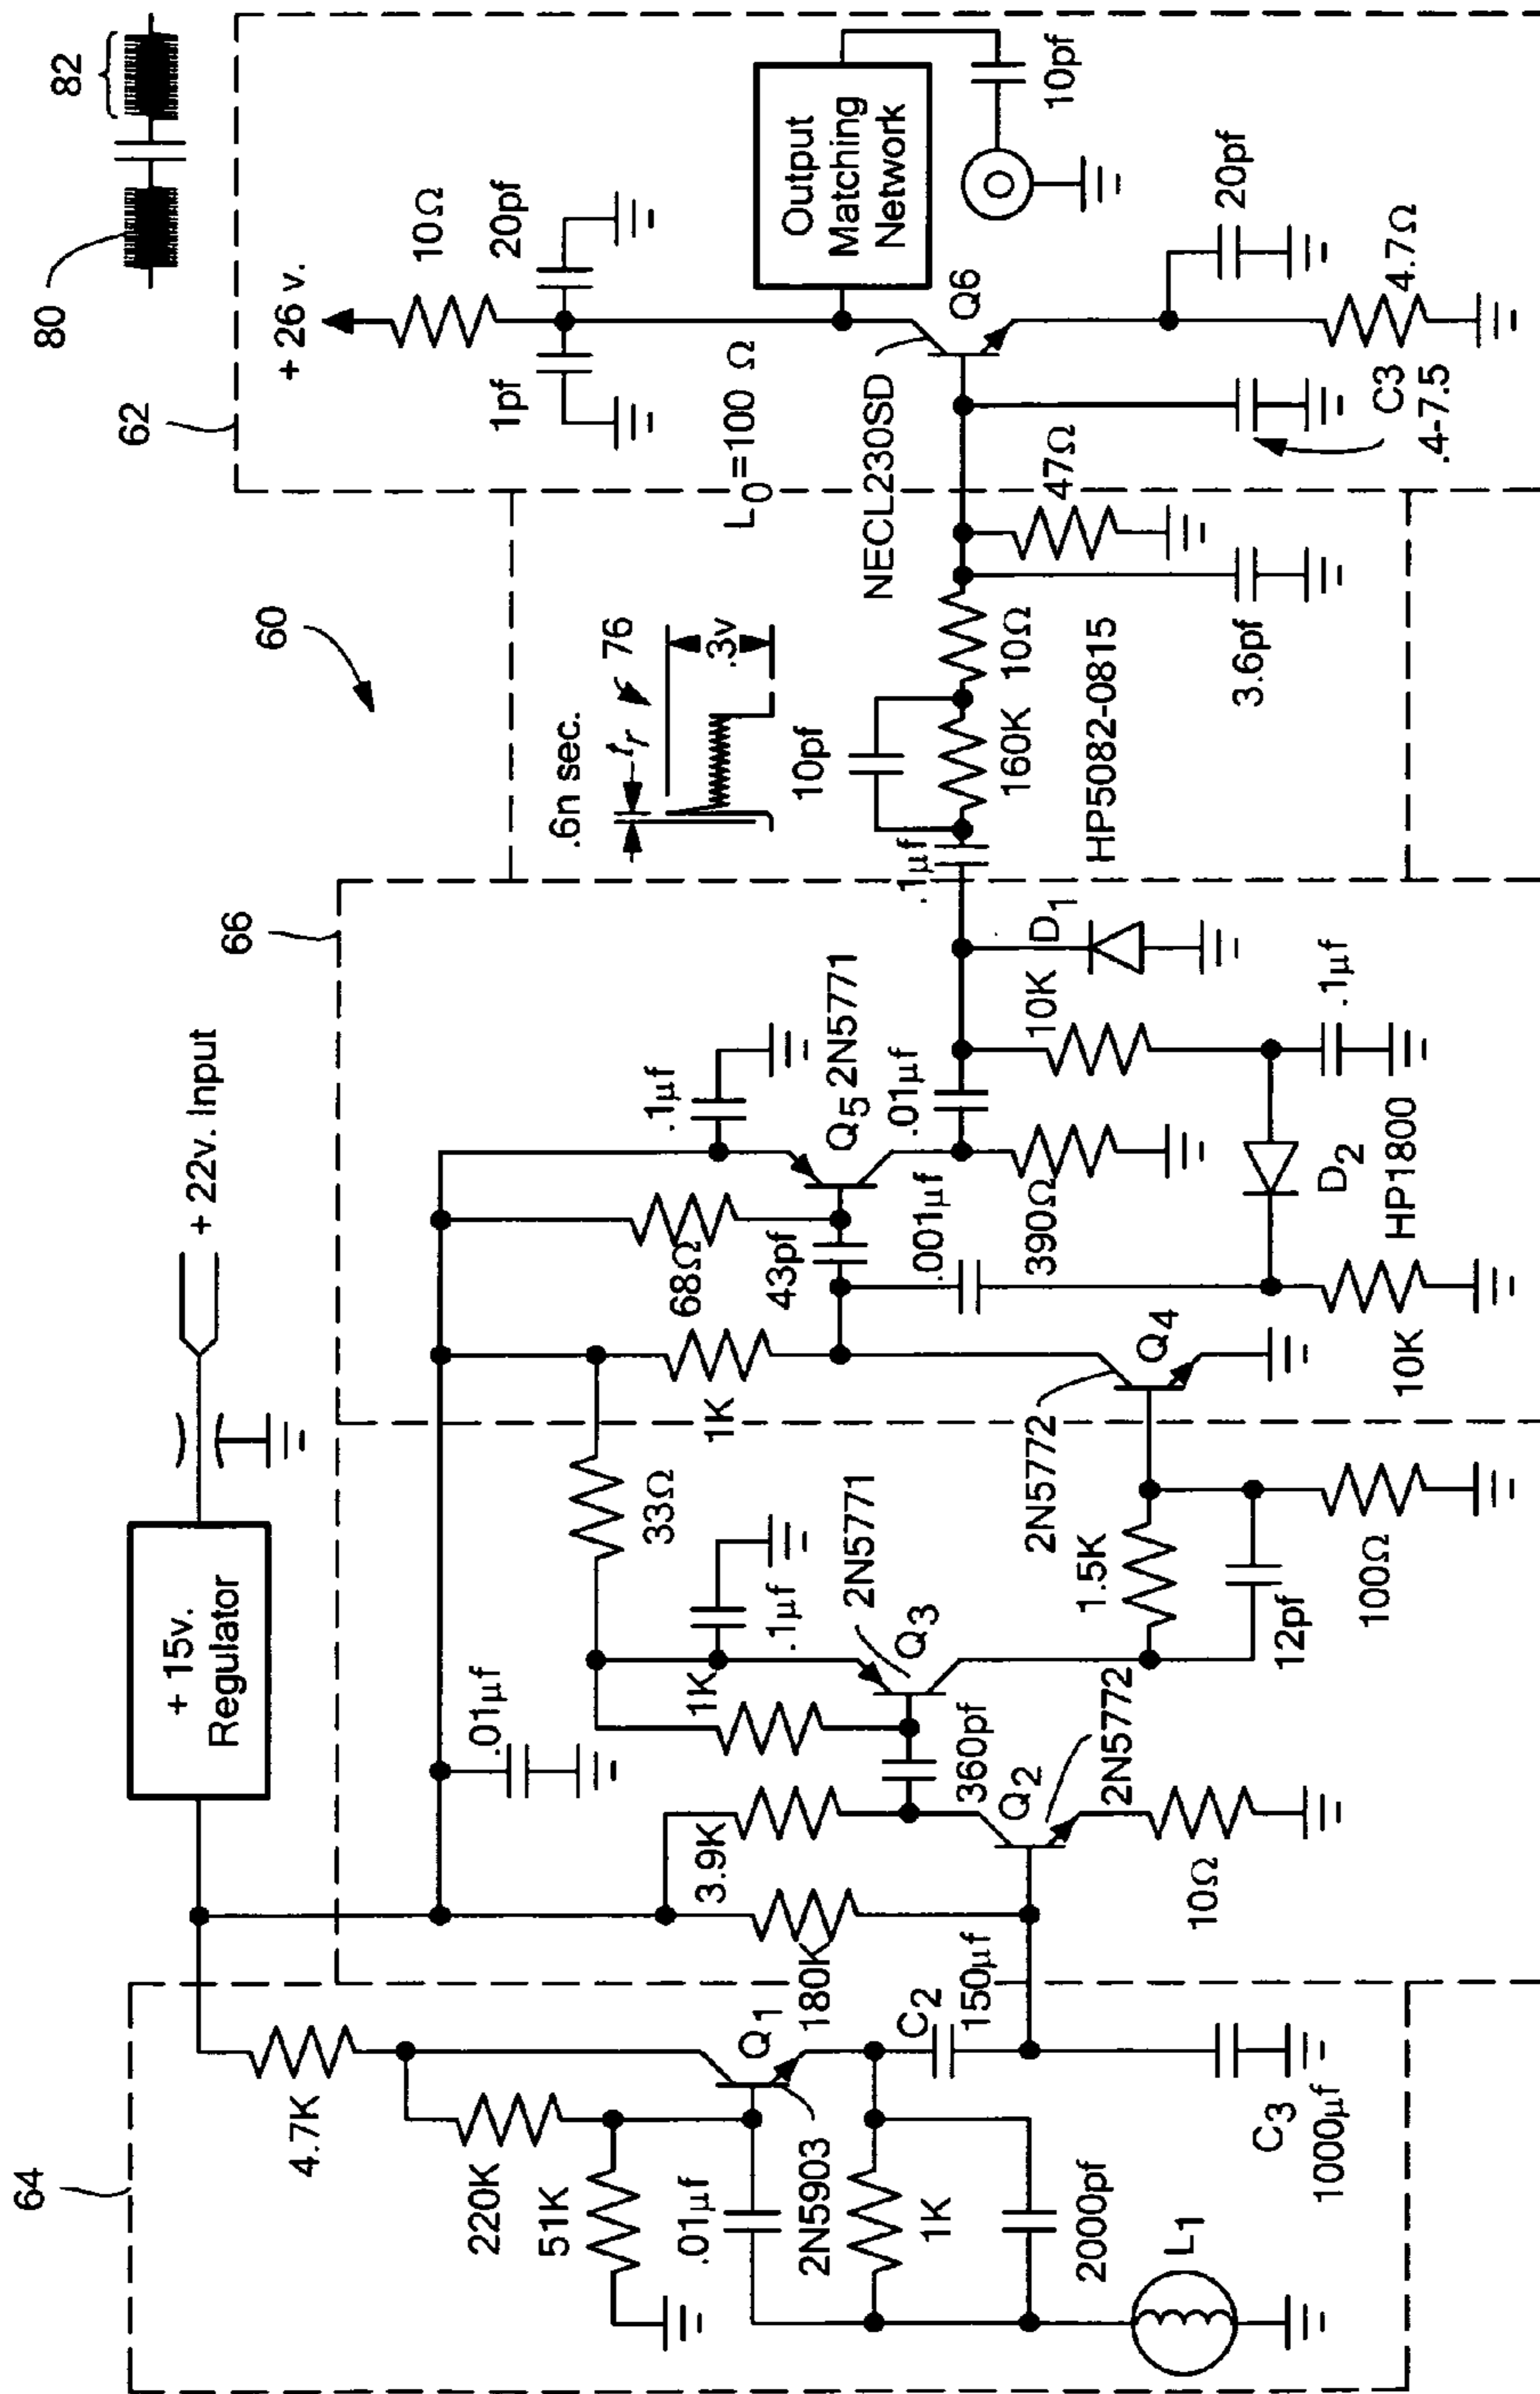 82
80
62
+ 26 v.
10Ω
20pf
1pf
Output
Matching
Network
10pf
L0=100 Ω
NECL230SD
Q6
20pf
4.7Ω
C3
.4-7.5
47Ω
3.6pf
60
.6n sec.
tr
76
.3v
10pf
160K
10Ω
.1µf
HP5082-0815
66
+ 22v. Input
+ 15v.
Regulator
.1µf
Q5 2N5771
68Ω
43pf
.01µf
D1
10K
.001µf
390Ω
.1µf
D2
HP1800
1K
Q4
10K
33Ω
2N5772
2N5771
.1µf
1K
Q3
1.5K
12pf
100Ω
.01µf
360pf
3.9K
Q2
2N5772
10Ω
180K
150µf
C2
64
4.7K
Q1
220K
51K
.01µf
2N5903
1K
2000pf
L1
C3
1000µf